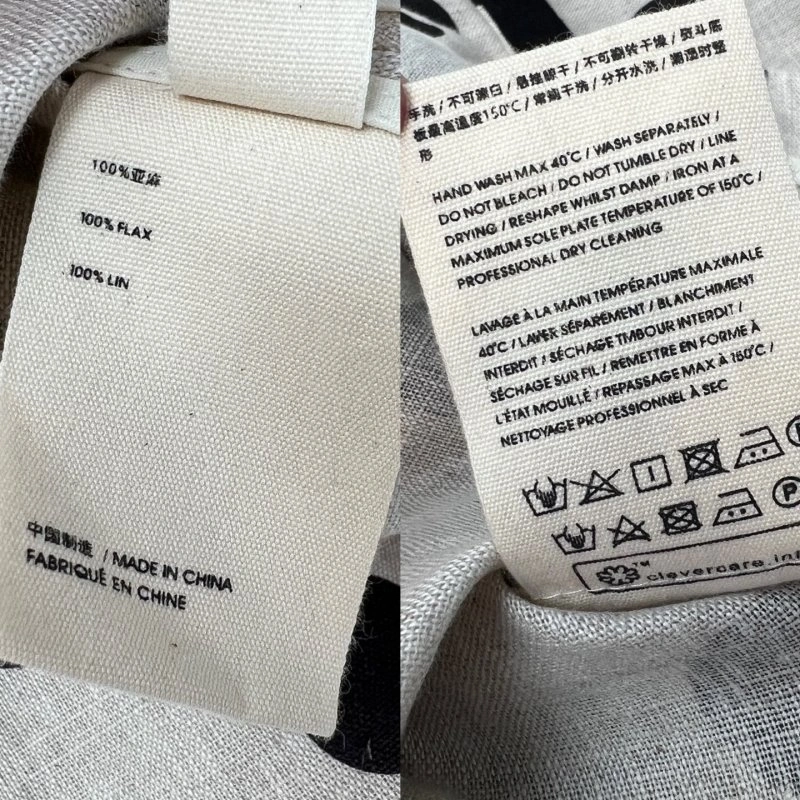 100%亚麻
100% FLAX
100% LIN
中国制造 / MADE IN CHINA
FABRIQUÉ EN CHINE
手洗 / 不可漂白 / 悬挂晾干 / 不可翻转干燥 / 熨斗底
板最高温度150℃ / 常规干洗 / 分开水洗 / 潮湿时整
形
HAND WASH MAX 40°C / WASH SEPARATELY /
DO NOT BLEACH / DO NOT TUMBLE DRY / LINE
DRYING / RESHAPE WHILST DAMP / IRON AT A
MAXIMUM SOLE PLATE TEMPERATURE OF 150°C /
PROFESSIONAL DRY CLEANING
LAVAGE À LA MAIN TEMPÉRATURE MAXIMALE
40°C / LAVER SÉPAREMENT / BLANCHIMENT
INTERDIT / SÉCHAGE TMBOUR INTERDIT /
SÉCHAGE SUR FIL / REMETTRE EN FORME À
L'ÉTAT MOUILLÉ / REPASSAGE MAX À 150°C /
NETTOYAGE PROFESSIONNEL À SEC
P
P
™ clevercare.inf